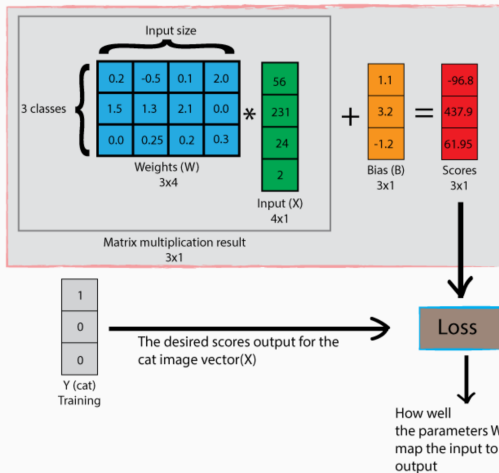 Input size
3 classes
0.2 -0.5 0.1 2.0
1.5 1.3 2.1 0.0
0.0 0.25 0.2 0.3
*
56
231
24
2
+
1.1
3.2
-1.2
=
-96.8
437.9
61.95
Weights (W)
3x4
Input (X)
4x1
Bias (B)
3x1
Scores
3x1
Matrix multiplication result
3x1
1
0
0
Y (cat)
Training
The desired scores output for the
cat image vector(X)
Loss
How well
the parameters W
map the input to
output